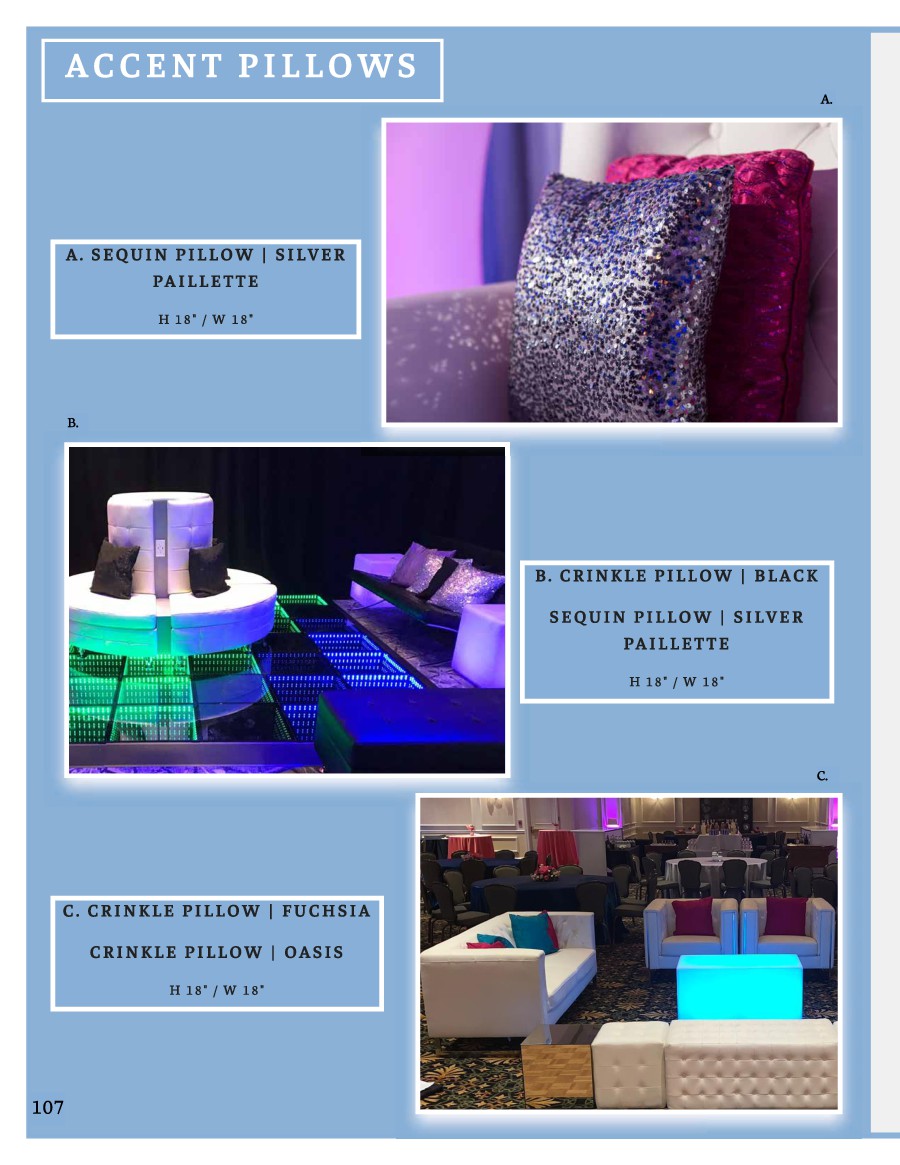 ACCENT PILLOWS
A.
A. SEQUIN PILLOW | SILVER
PAILLETTE
H 18" / W 18"
B.
B. CRINKLE PILLOW | BLACK
SEQUIN PILLOW | SILVER
PAILLETTE
H 18" / W 18"
C.
C. CRINKLE PILLOW | FUCHSIA
CRINKLE PILLOW | OASIS
H 18" / W 18"
107